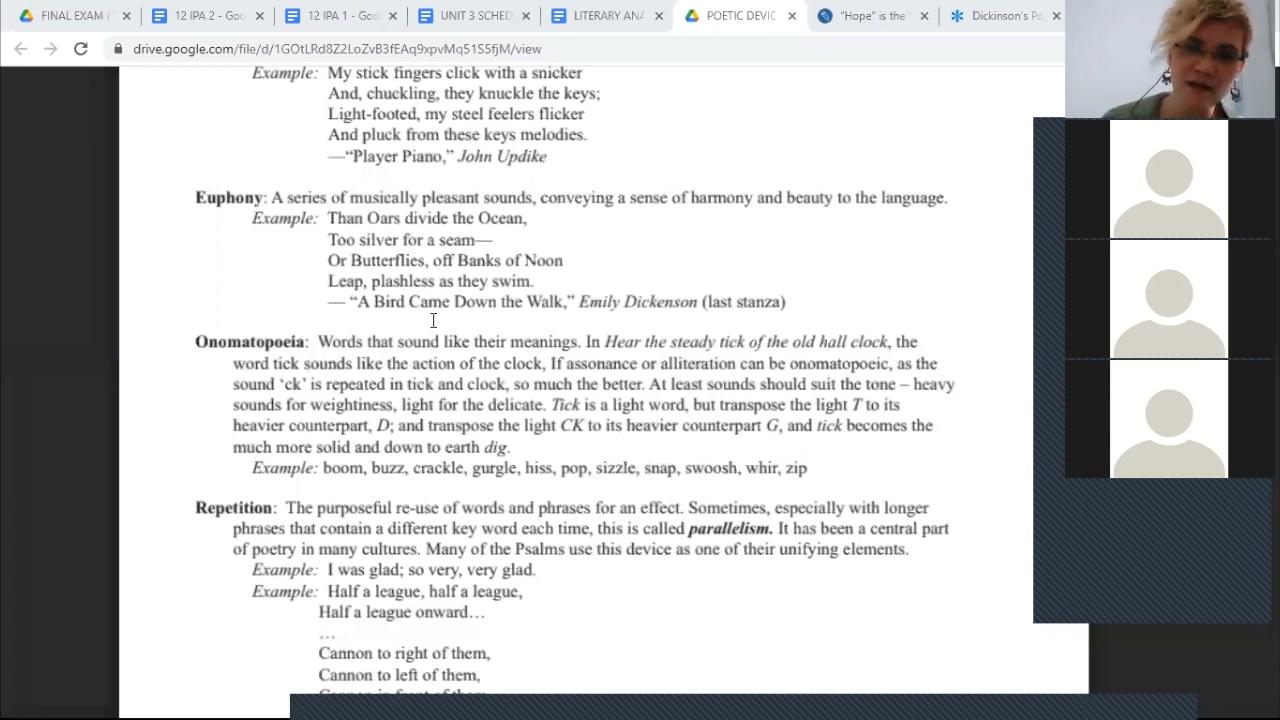 FINAL EXAM (
12 IPA 2 - Goo
12 IPA 1 - Goo
UNIT 3 SCHED
LITERARY ANA
POETIC DEVIC
"Hope" is the
Dickinson's Po
drive.google.com/file/d/1GOtLRd8Z2LoZvB3fEAq9xpvMq51S5fjM/view
Example: My stick fingers click with a snicker
And, chuckling, they knuckle the keys;
Light-footed, my steel feelers flicker
And pluck from these keys melodies.
—“Player Piano,” John Updike
Euphony: A series of musically pleasant sounds, conveying a sense of harmony and beauty to the language.
Example: Than Oars divide the Ocean,
Too silver for a seam—
Or Butterflies, off Banks of Noon
Leap, plashless as they swim.
— “A Bird Came Down the Walk,” Emily Dickenson (last stanza)
Onomatopoeia: Words that sound like their meanings. In Hear the steady tick of the old hall clock, the
word tick sounds like the action of the clock, If assonance or alliteration can be onomatopoeic, as the
sound ‘ck’ is repeated in tick and clock, so much the better. At least sounds should suit the tone – heavy
sounds for weightiness, light for the delicate. Tick is a light word, but transpose the light T to its
heavier counterpart, D; and transpose the light CK to its heavier counterpart G, and tick becomes the
much more solid and down to earth dig.
Example: boom, buzz, crackle, gurgle, hiss, pop, sizzle, snap, swoosh, whir, zip
Repetition: The purposeful re-use of words and phrases for an effect. Sometimes, especially with longer
phrases that contain a different key word each time, this is called parallelism. It has been a central part
of poetry in many cultures. Many of the Psalms use this device as one of their unifying elements.
Example: I was glad; so very, very glad.
Example: Half a league, half a league,
Half a league onward…
…
Cannon to right of them,
Cannon to left of them,
Cannon in front of them